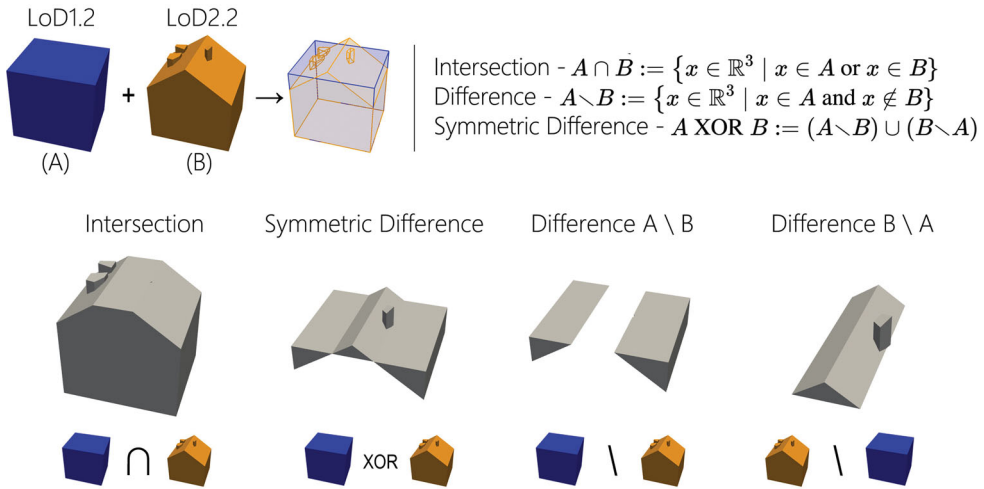 LoD1.2 LoD2.2
+ →
(A) (B)
Intersection - A ∩ B := {x ∈ ℝ³ | x ∈ A or x ∈ B}
Difference - A∖B := {x ∈ ℝ³ | x ∈ A and x ∉ B}
Symmetric Difference - A XOR B := (A∖B) ∪ (B∖A)
Intersection Symmetric Difference Difference A \ B Difference B \ A
∩ XOR \ \